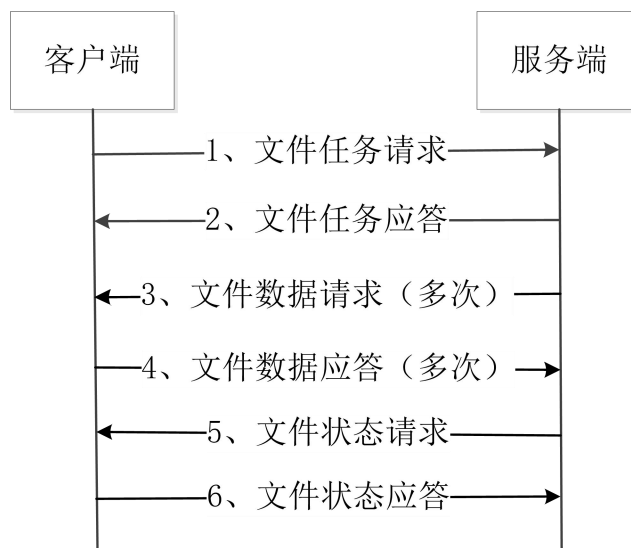 客户端
服务端
1、文件任务请求
2、文件任务应答
3、文件数据请求（多次）
4、文件数据应答（多次）
5、文件状态请求
6、文件状态应答